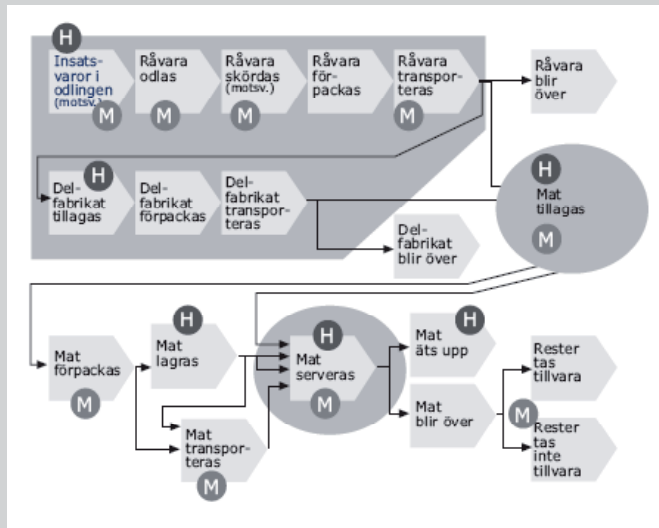 H
Insats-
varor i
odlingen
(motsv.)
M
Råvara
odlas
M
Råvara
skördas
(motsv.)
M
Råvara
för-
packas
Råvara
transpor-
teras
M
Råvara
blir
över
Del-
fabrikat
tillagas
H
Del-
fabrikat
förpackas
Del-
fabrikat
transpor-
teras
Del-
fabrikat
blir över
H
Mat
tillagas
M
Mat
förpackas
M
H
Mat
lagras
Mat
transpor-
teras
M
H
Mat
serveras
M
H
Mat
äts upp
Mat
blir över
M
Rester
tas
tillvara
Rester
tas
inte
tillvara